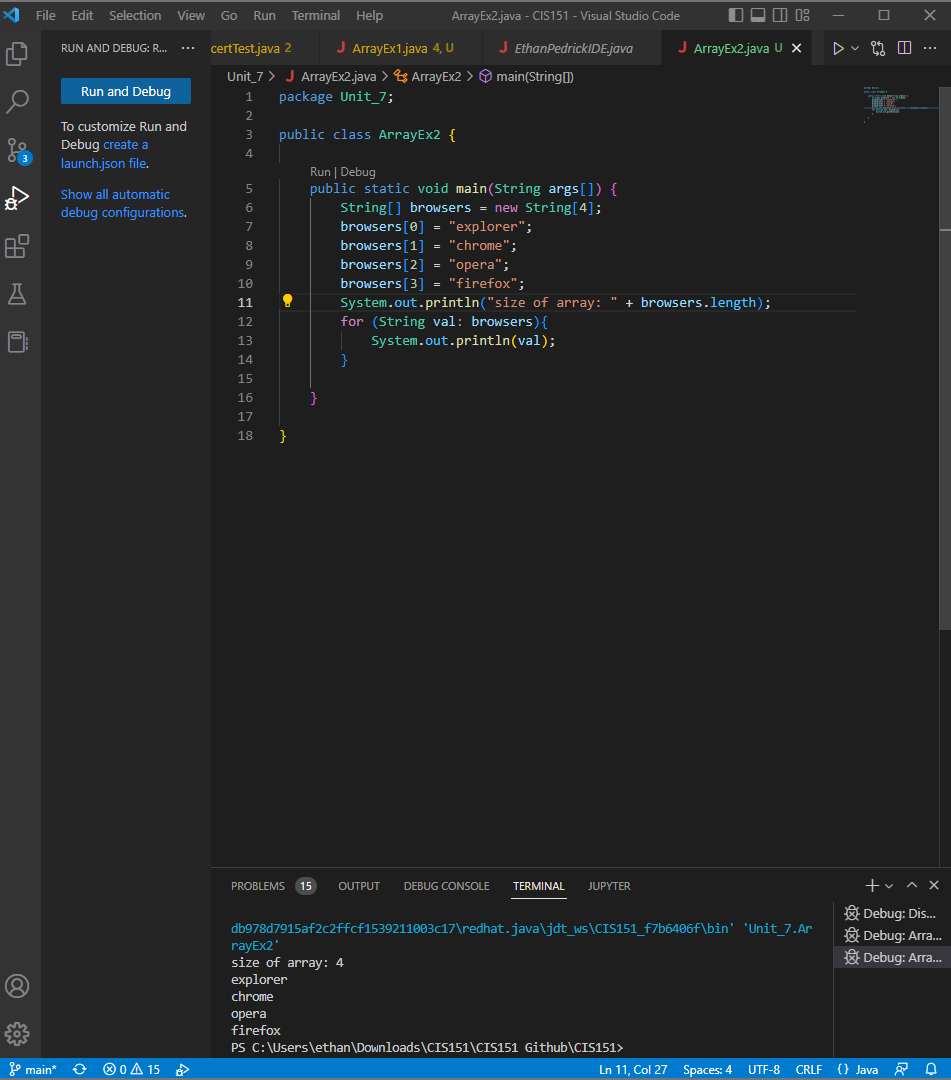 File Edit Selection View Go Run Terminal Help ArrayEx2.java - CIS151 - Visual Studio Code
RUN AND DEBUG: R... ···
certTest.java 2 ArrayEx1.java 4, U EthanPedrickIDE.java ArrayEx2.java U
Unit_7 > ArrayEx2.java > ArrayEx2 > main(String[])
Run and Debug
To customize Run and
Debug create a
launch.json file.
Show all automatic
debug configurations.
3
1 package Unit_7;
2
3 public class ArrayEx2 {
4
Run | Debug
5 public static void main(String args[]) {
6 String[] browsers = new String[4];
7 browsers[0] = "explorer";
8 browsers[1] = "chrome";
9 browsers[2] = "opera";
10 browsers[3] = "firefox";
11 System.out.println("size of array: " + browsers.length);
12 for (String val: browsers){
13 System.out.println(val);
14 }
15
16 }
17
18 }
PROBLEMS 15 OUTPUT DEBUG CONSOLE TERMINAL JUPYTER
db978d7915af2c2ffcf1539211003c17\redhat.java\jdt_ws\CIS151_f7b6406f\bin' 'Unit_7.Ar
rayEx2'
size of array: 4
explorer
chrome
opera
firefox
PS C:\Users\ethan\Downloads\CIS151\CIS151 Github\CIS151>
Debug: Dis...
Debug: Arra...
Debug: Arra...
main* 0 15 Ln 11, Col 27 Spaces: 4 UTF-8 CRLF {} Java